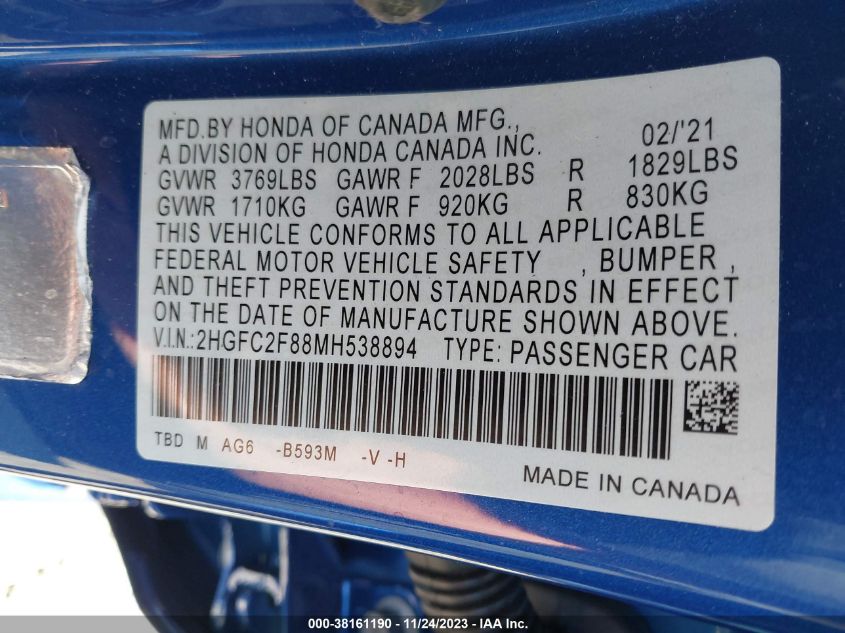 MFD.BY HONDA OF CANADA MFG., 02/'21
A DIVISION OF HONDA CANADA INC.
GVWR 3769LBS GAWR F 2028LBS R 1829LBS
GVWR 1710KG GAWR F 920KG R 830KG
THIS VEHICLE CONFORMS TO ALL APPLICABLE
FEDERAL MOTOR VEHICLE SAFETY , BUMPER ,
AND THEFT PREVENTION STANDARDS IN EFFECT
ON THE DATE OF MANUFACTURE SHOWN ABOVE.
V.I.N.:2HGFC2F88MH538894 TYPE: PASSENGER CAR
TBD M AG6 -B593M -V -H
MADE IN CANADA
000-38161190 - 11/24/2023 - IAAI.COM.